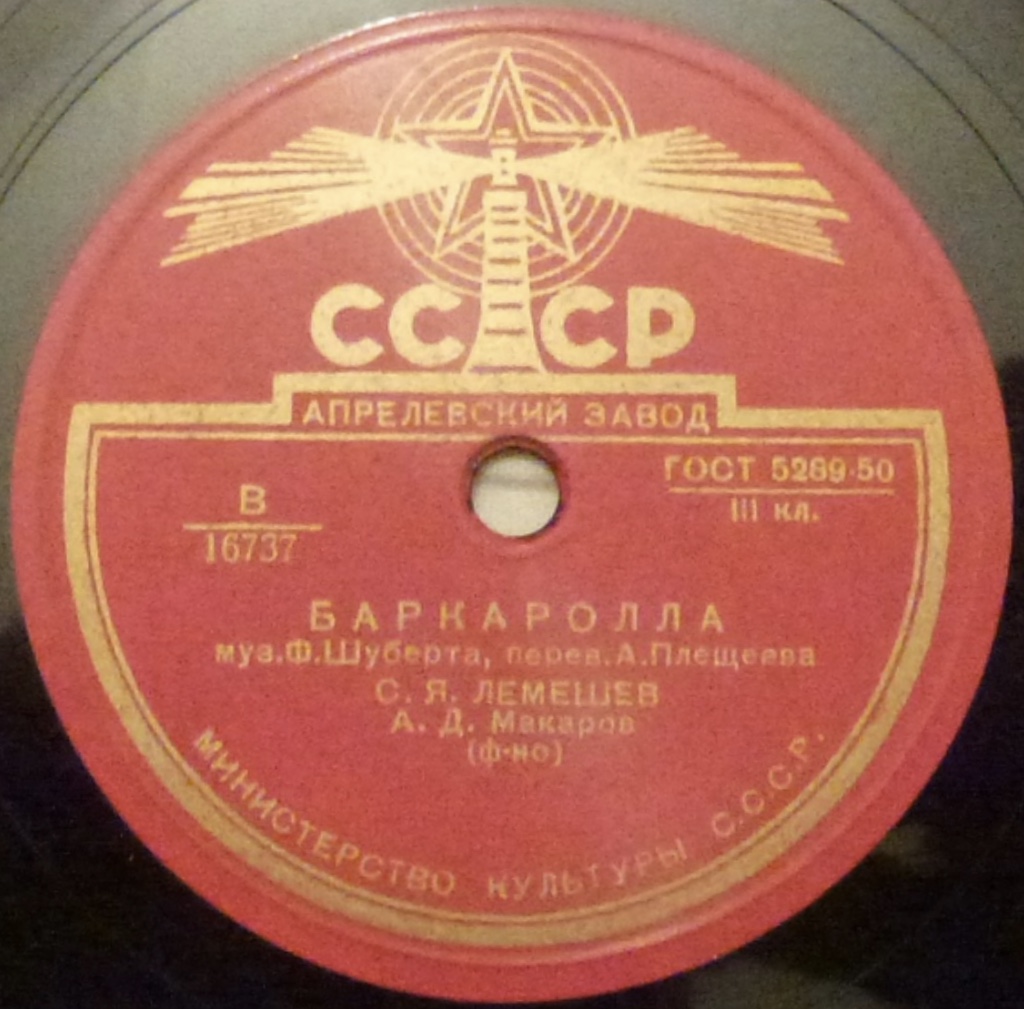 СССР
АПРЕЛЕВСКИЙ ЗАВОД
В
16737
ГОСТ 5289-50
III кл.
БАРКАРОЛЛА
муз.Ф.Шуберта, перев.А.Плещеева
С. Я. ЛЕМЕШЕВ
А. Д. Макаров
(ф-но)
МИНИСТЕРСТВО КУЛЬТУРЫ С.С.С.Р.